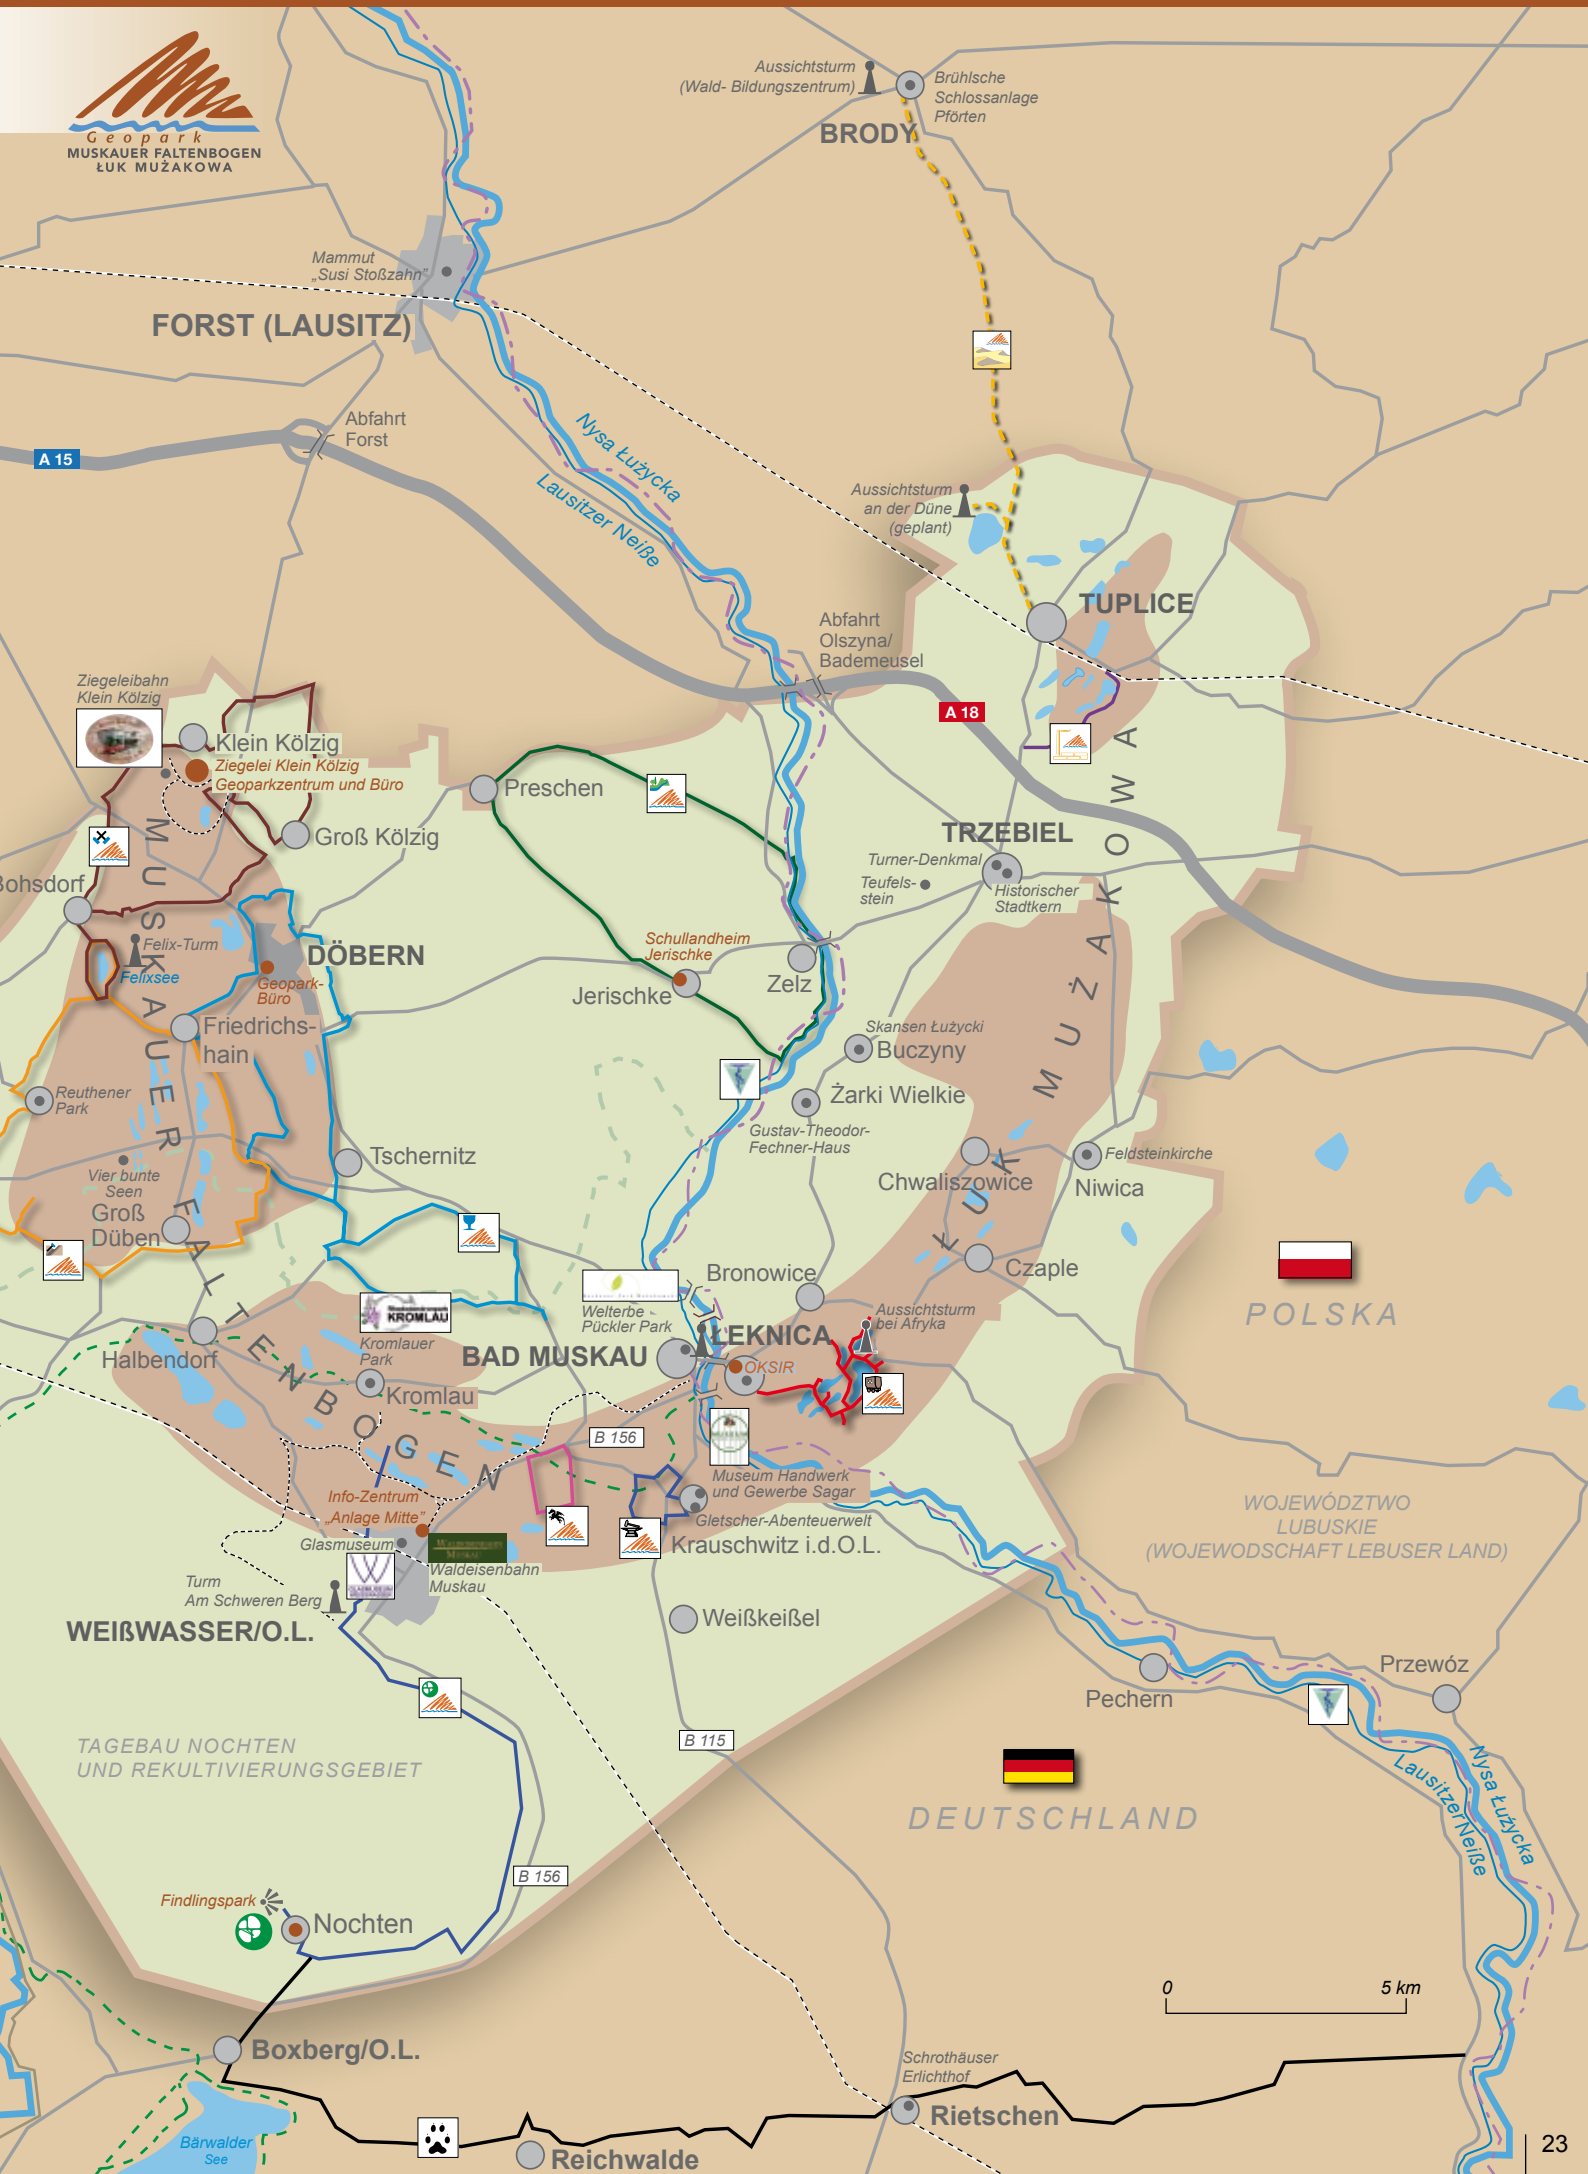 Geopark
MUSKAUER FALTENBOGEN
ŁUK MUŻAKOWA
Aussichtsturm
(Wald- Bildungszentrum)
Brühlsche
Schlossanlage
Pförten
BRODY
Mammut
„Susi Stoßzahn”
FORST (LAUSITZ)
Abfahrt
Forst
A 15
Nysa Łużycka
Lausitzer Neiße
Aussichtsturm
an der Düne
(geplant)
TUPLICE
Abfahrt
Olszyna/
Bademeusel
A 18
Ziegeleibahn
Klein Kölzig
Klein Kölzig
Ziegelei Klein Kölzig
Geoparkzentrum und Büro
Groß Kölzig
Preschen
TRZEBIEL
Turner-Denkmal
Teufels-
stein
Historischer
Stadtkern
Bohsdorf
Felix-Turm
Felixsee
DÖBERN
Geopark-
Büro
Schullandheim
Jerischke
Jerischke
Zelz
Friedrichs-
hain
Skansen Łużycki
Buczyny
Reuthener
Park
Żarki Wielkie
Gustav-Theodor-
Fechner-Haus
Tschernitz
Vier bunte
Seen
Groß
Düben
Chwaliszowice
Feldsteinkirche
Niwica
MUSKAUER FALTENBOGEN
ŁUK MUŻAKOWA
Czaple
Bronowice
Welterbe
Pückler Park
KROMLAU
Kromlauer
Park
Kromlau
Halbendorf
BAD MUSKAU
ŁEKNICA
OKSIR
Aussichtsturm
bei Afryka
POLSKA
B 156
MUSEUM
Museum Handwerk
und Gewerbe Sagar
Gletscher-Abenteuerwelt
Krauschwitz i.d.O.L.
Info-Zentrum
„Anlage Mitte”
Glasmuseum
WALDEISENBAHN
MUSKAU
Waldeisenbahn
Muskau
Turm
Am Schweren Berg
WEIßWASSER/O.L.
Weißkeißel
WOJEWÓDZTWO
LUBUSKIE
(WOJEWODSCHAFT LEBUSER LAND)
Przewóz
Pechern
TAGEBAU NOCHTEN
UND REKULTIVIERUNGSGEBIET
B 115
DEUTSCHLAND
Nysa Łużycka
Lausitzer Neiße
B 156
Findlingspark
Nochten
0 5 km
Boxberg/O.L.
Schrothäuser
Erlichthof
Rietschen
Bärwalder
See
Reichwalde
23